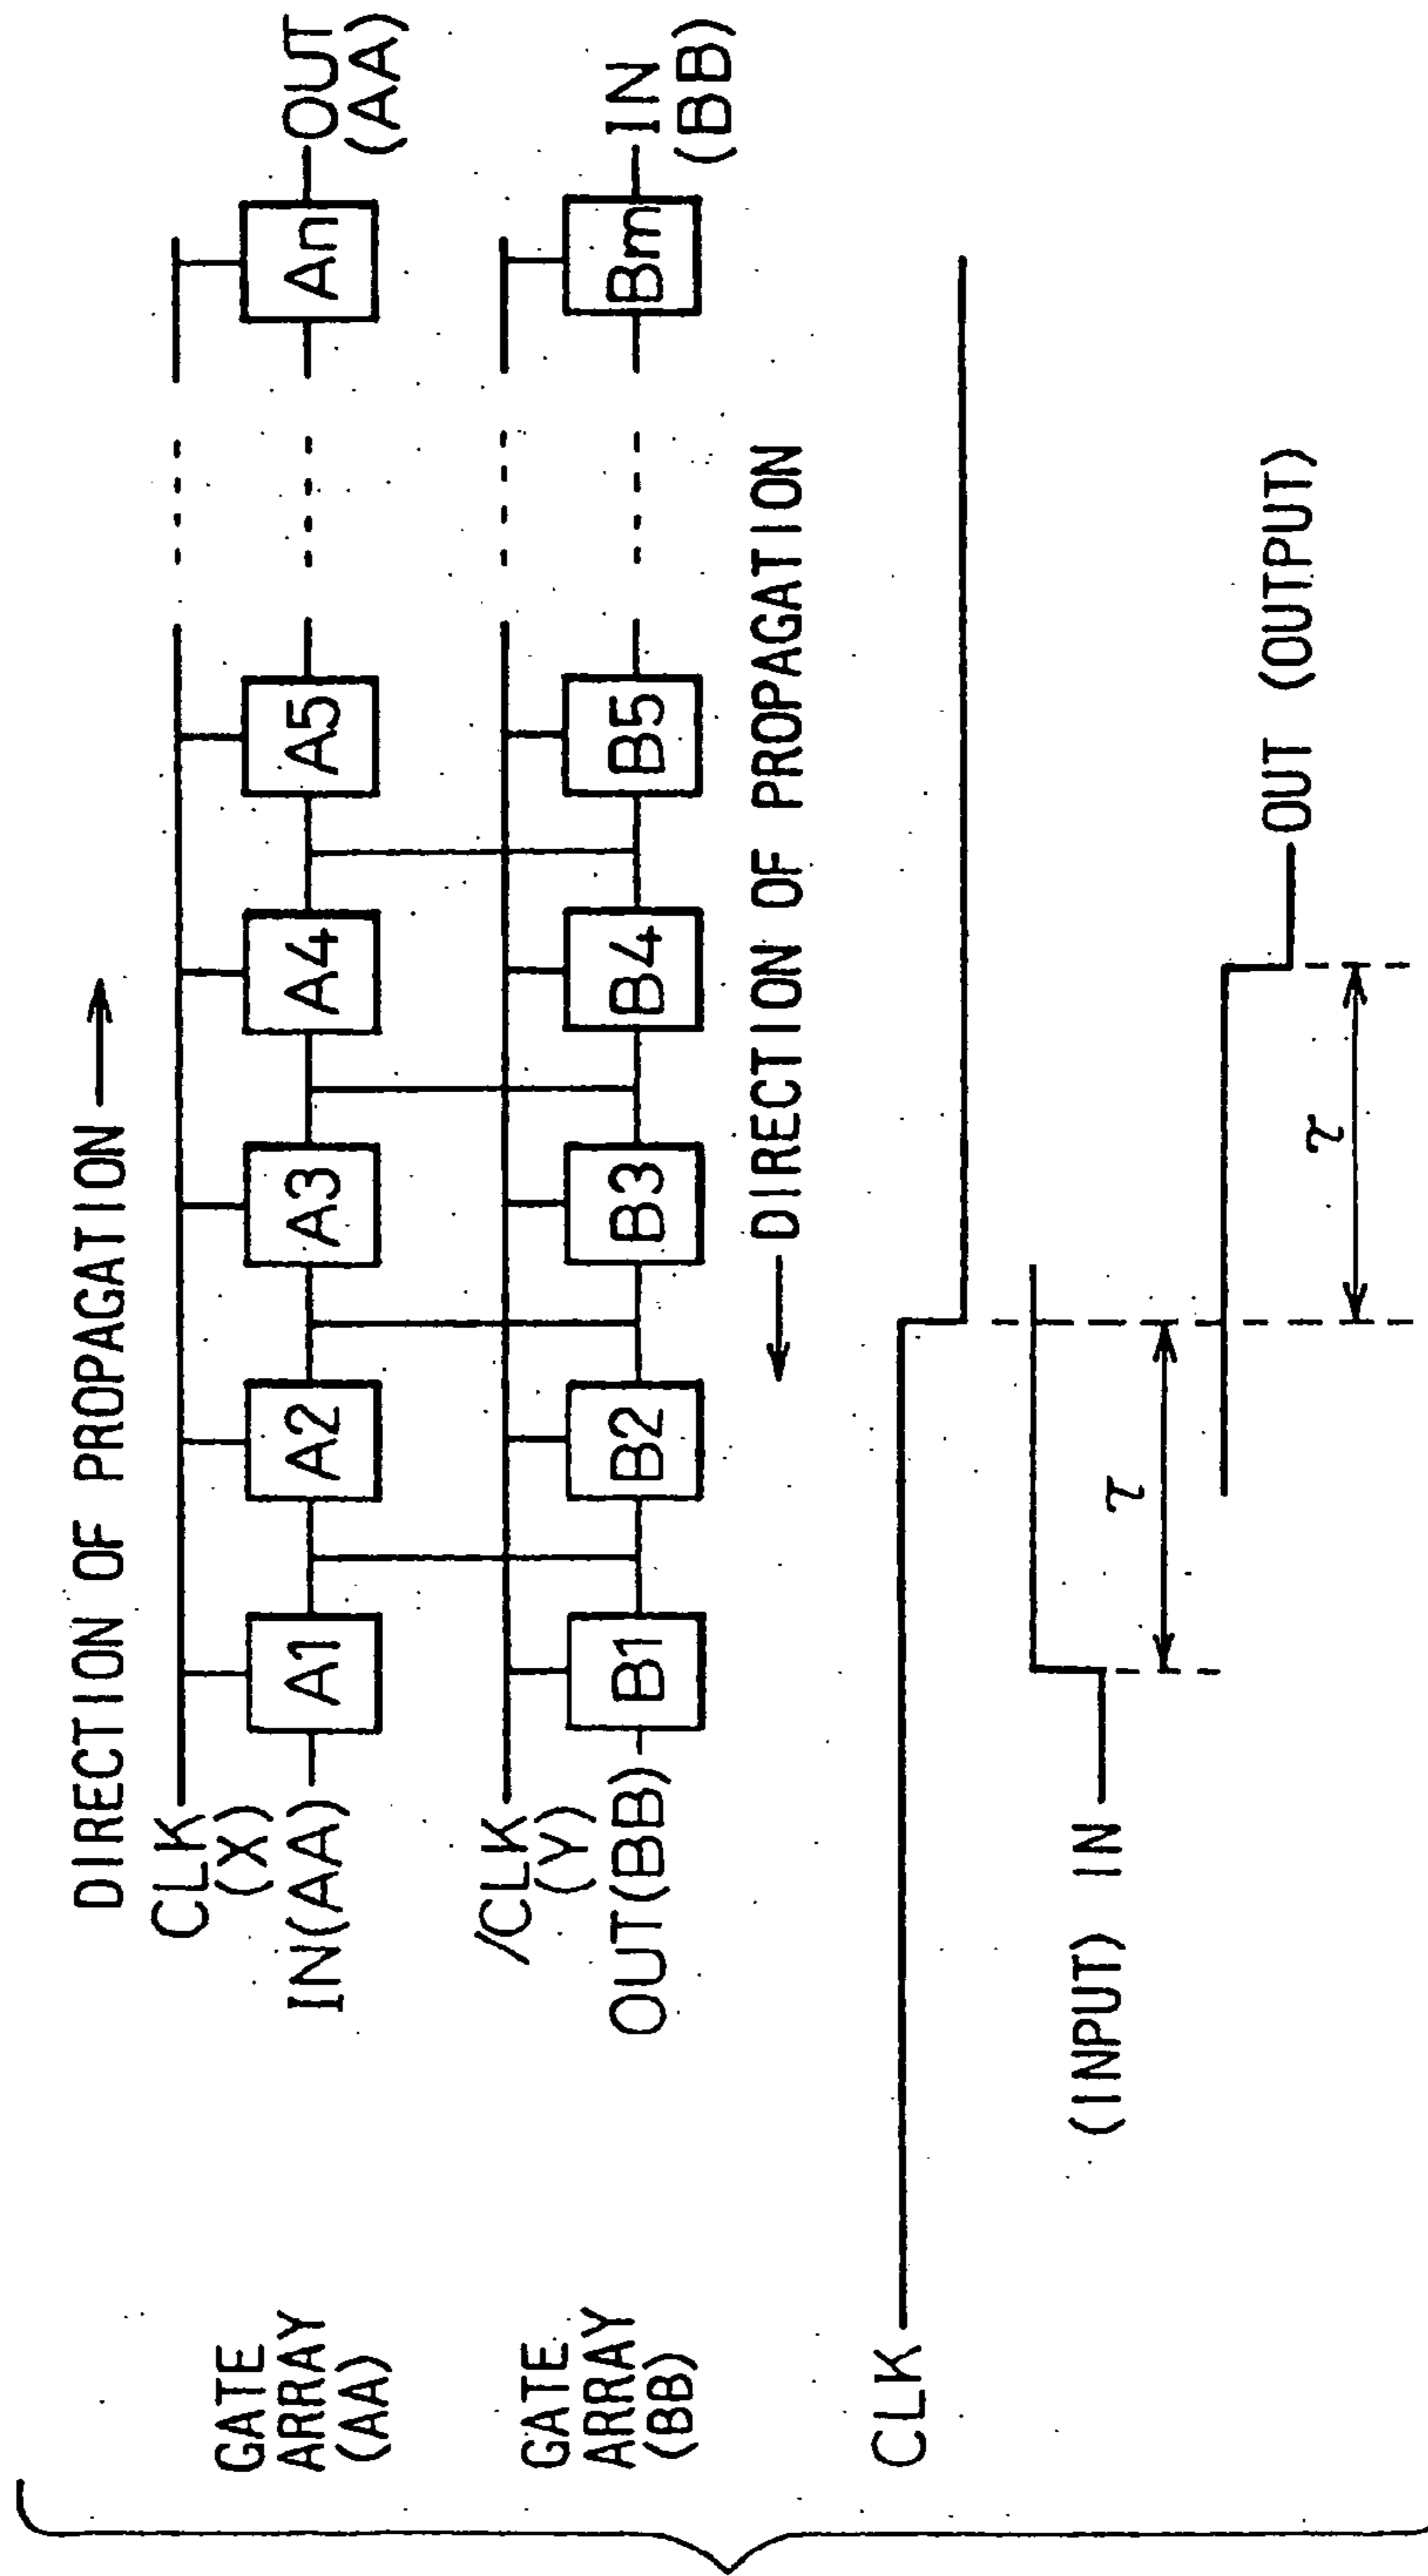 DIRECTION OF PROPAGATION
CLK
(X)
GATE
ARRAY
(AA)
IN(AA)
A1
A2
A3
A4
A5
An
OUT
(AA)
/CLK
(Y)
GATE
ARRAY
(BB)
OUT(BB)
B1
B2
B3
B4
B5
Bm
IN
(BB)
DIRECTION OF PROPAGATION
CLK
(INPUT) IN
τ
OUT (OUTPUT)
τ